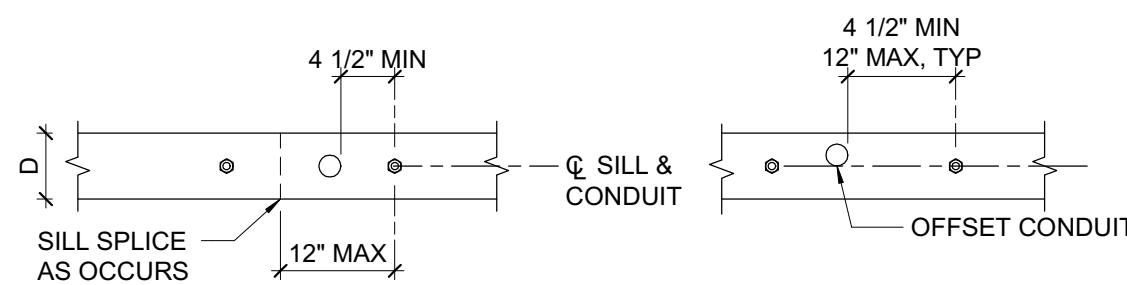 4 1/2" MIN
D
℄ SILL &
CONDUIT
SILL SPLICE
AS OCCURS
12" MAX
4 1/2" MIN
12" MAX, TYP
OFFSET CONDUIT